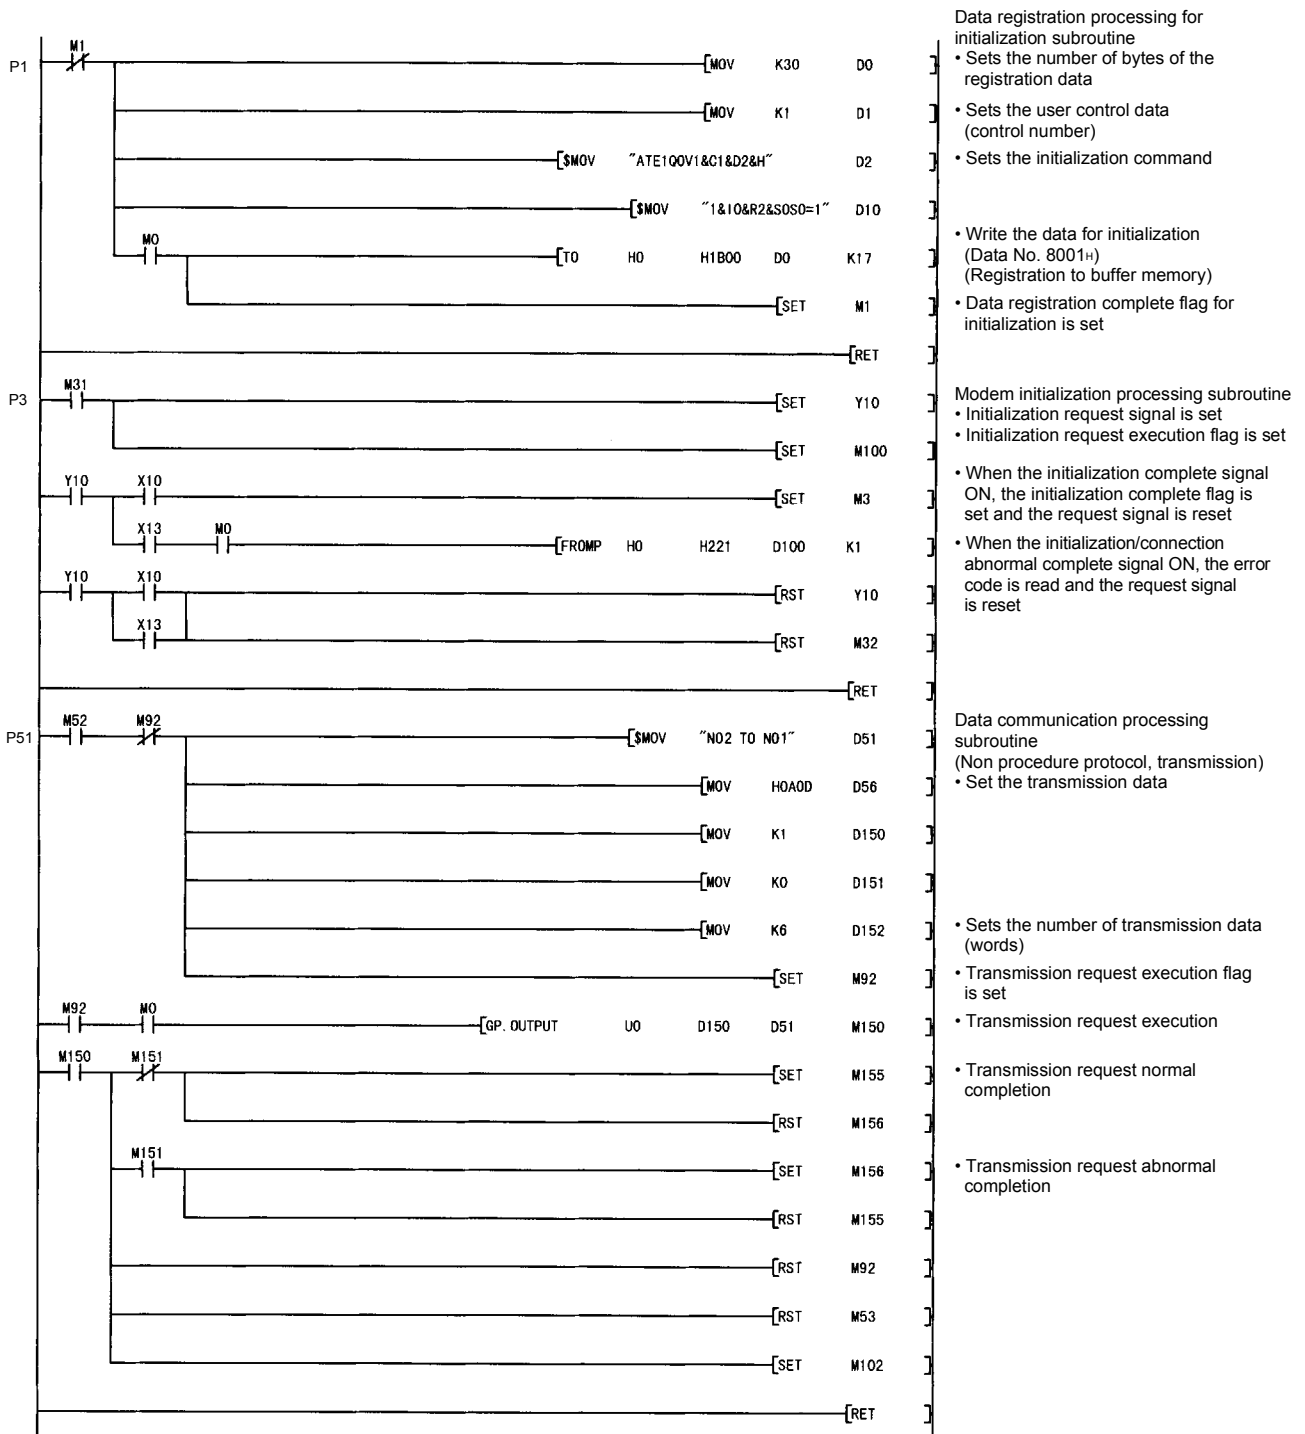 Data registration processing for
initialization subroutine
M1
P1 MOV K30 D0 • Sets the number of bytes of the
registration data
MOV K1 D1 • Sets the user control data
(control number)
$MOV "ATE1Q0V1&C1&D2&H" D2 • Sets the initialization command
$MOV "1&I0&R2&S0S0=1" D10
M0 • Write the data for initialization
TO H0 H1B00 D0 K17 (Data No. 8001H)
(Registration to buffer memory)
SET M1 • Data registration complete flag for
initialization is set
RET
M31
P3 SET Y10 Modem initialization processing subroutine
• Initialization request signal is set
SET M100 • Initialization request execution flag is set
Y10 X10 • When the initialization complete signal
SET M3 ON, the initialization complete flag is
set and the request signal is reset
X13 M0
FROMP H0 H221 D100 K1 • When the initialization/connection
abnormal complete signal ON, the error
Y10 X10 code is read and the request signal
RST Y10 is reset
X13
RST M32
RET
M52 M92 Data communication processing
P51 $MOV "NO2 TO NO1" D51 subroutine
(Non procedure protocol, transmission)
MOV H0A0D D56 • Set the transmission data
MOV K1 D150
MOV K0 D151
MOV K6 D152 • Sets the number of transmission data
(words)
SET M92 • Transmission request execution flag
is set
M92 M0
GP.OUTPUT U0 D150 D51 M150 • Transmission request execution
M150 M151
SET M155 • Transmission request normal
completion
RST M156
M151
SET M156 • Transmission request abnormal
completion
RST M155
RST M92
RST M53
SET M102
RET